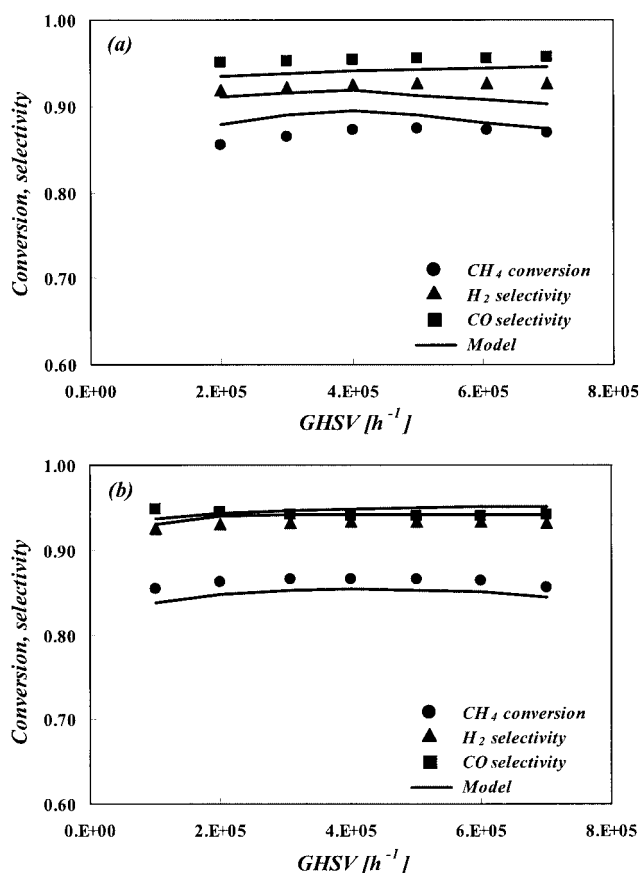 (a)
1.00
0.90
0.80
0.70
0.60
Conversion, selectivity
CH4 conversion
H2 selectivity
CO selectivity
Model
0.E+00 2.E+05 4.E+05 6.E+05 8.E+05
GHSV [h⁻¹]
(b)
1.00
0.90
0.80
0.70
0.60
Conversion, selectivity
CH4 conversion
H2 selectivity
CO selectivity
Model
0.E+00 2.E+05 4.E+05 6.E+05 8.E+05
GHSV [h⁻¹]